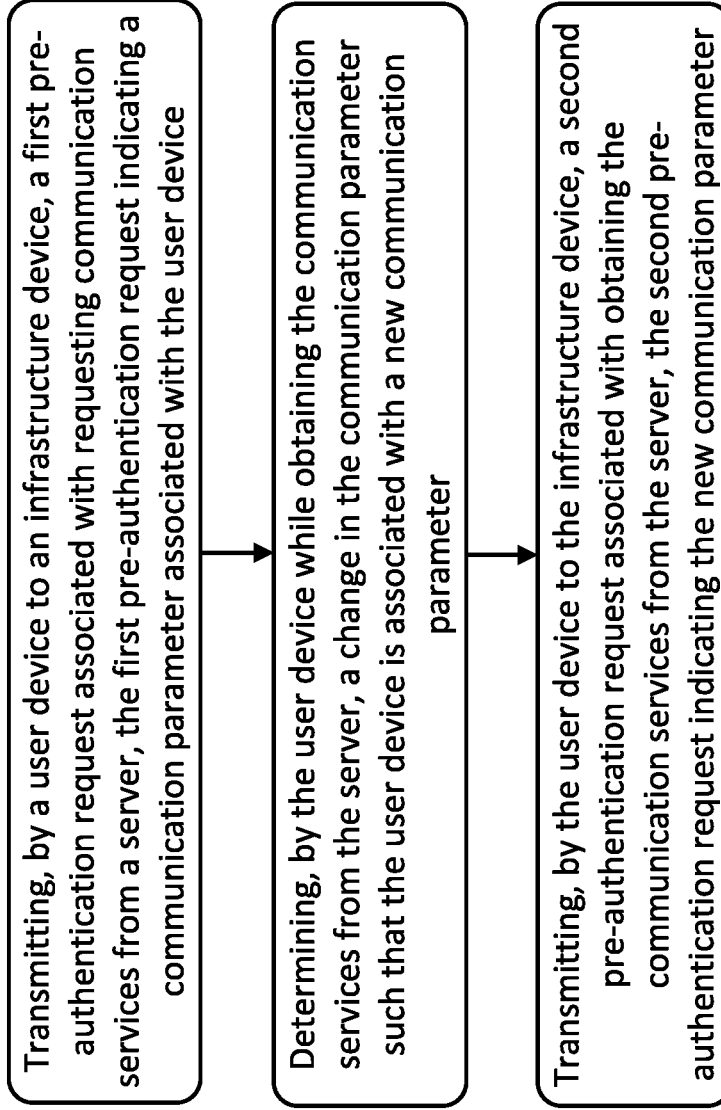 Transmitting, by a user device to an infrastructure device, a first pre-
authentication request associated with requesting communication
services from a server, the first pre-authentication request indicating a
communication parameter associated with the user device
Determining, by the user device while obtaining the communication
services from the server, a change in the communication parameter
such that the user device is associated with a new communication
parameter
Transmitting, by the user device to the infrastructure device, a second
pre-authentication request associated with obtaining the
communication services from the server, the second pre-
authentication request indicating the new communication parameter